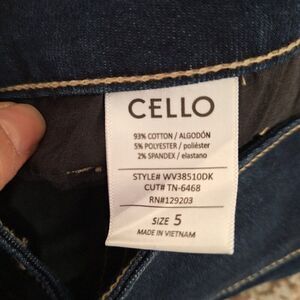 CELLO
93% COTTON / ALGODÓN
5% POLYESTER / poliéster
2% SPANDEX / elastano
STYLE# WV38510DK
CUT# TN-6468
RN#129203
SIZE 5
MADE IN VIETNAM